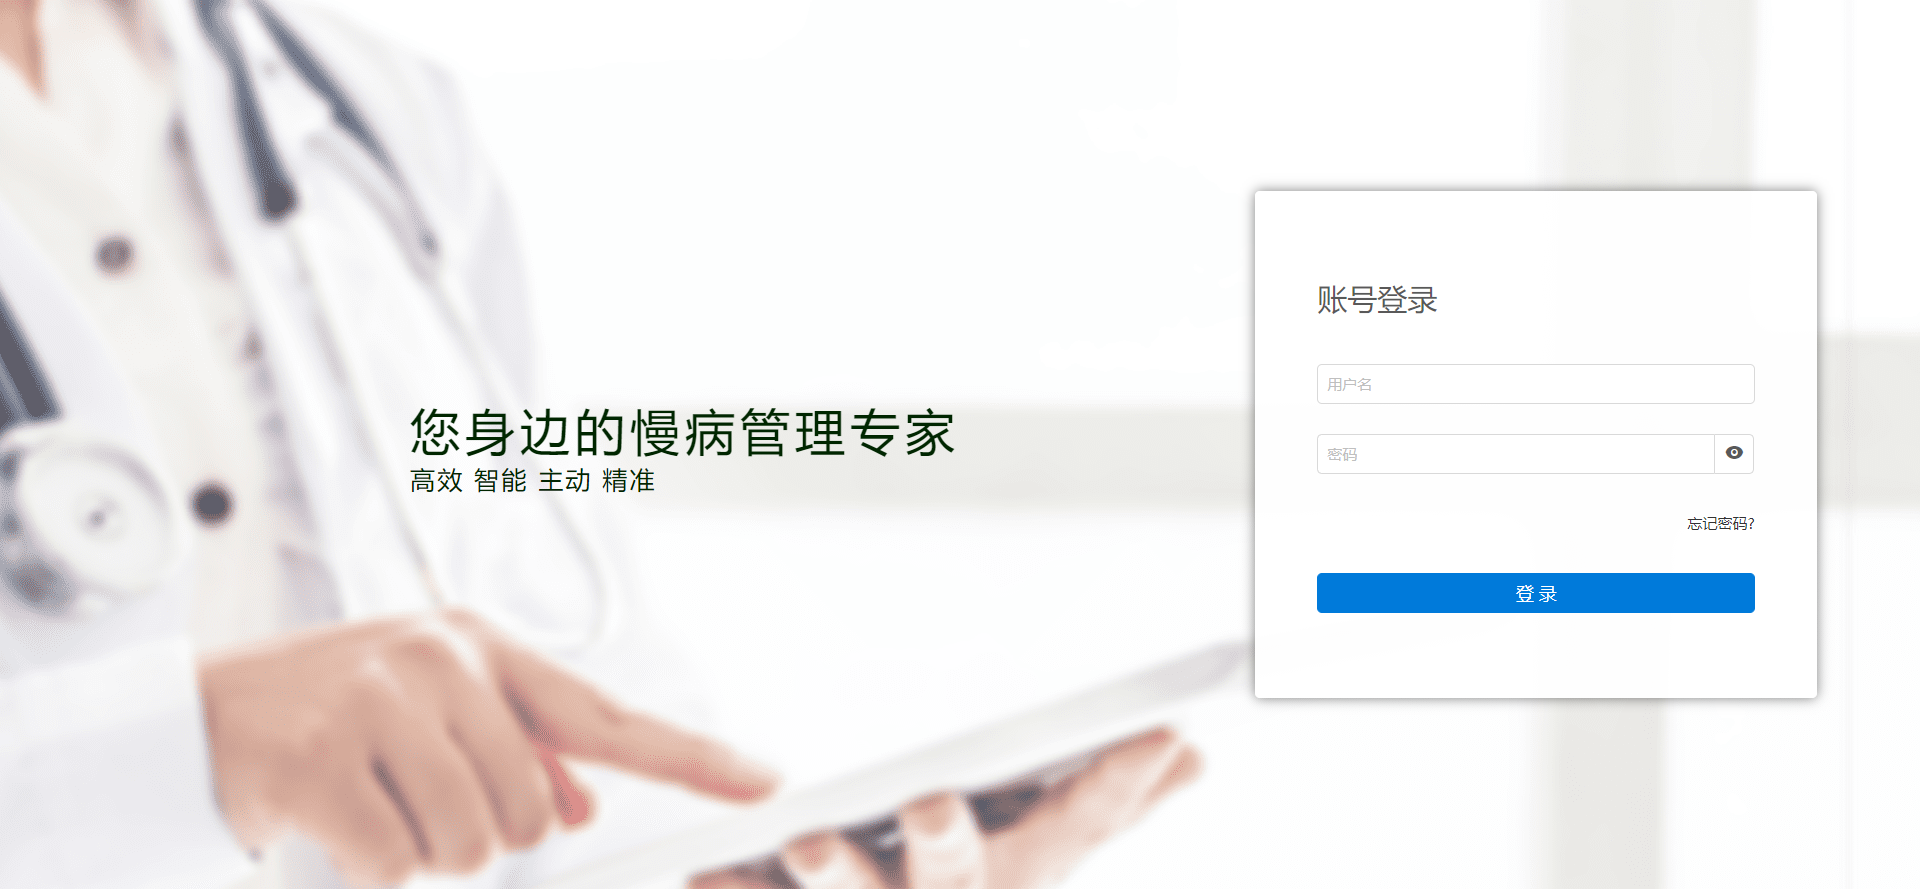 您身边的慢病管理专家
高效 智能 主动 精准
账号登录
用户名
密码
忘记密码?
登录